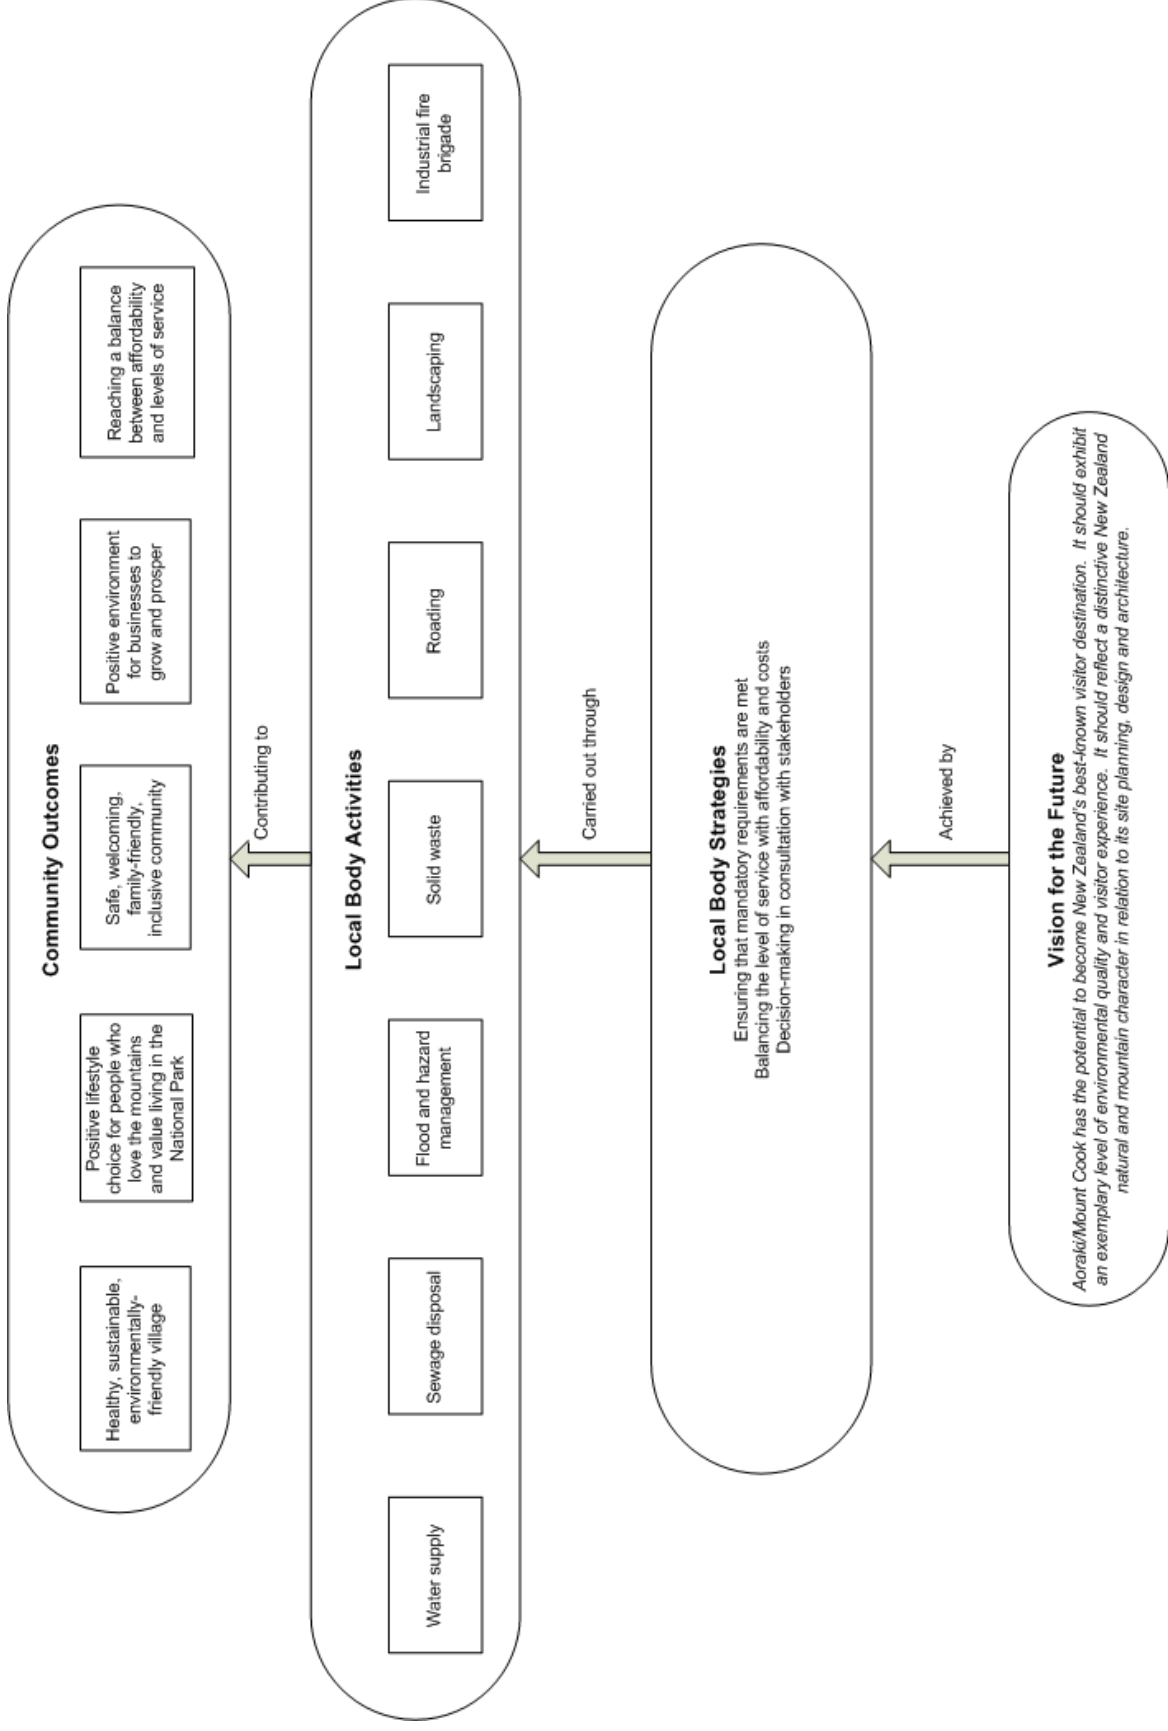 Community Outcomes
Healthy, sustainable,
environmentally-
friendly village
Positive lifestyle
choice for people who
love the mountains
and value living in the
National Park
Safe, welcoming,
family-friendly,
inclusive community
Positive environment
for businesses to
grow and prosper
Reaching a balance
between affordability
and levels of service
Contributing to
Local Body Activities
Water supply
Sewage disposal
Flood and hazard
management
Solid waste
Roading
Landscaping
Industrial fire
brigade
Carried out through
Local Body Strategies
Ensuring that mandatory requirements are met
Balancing the level of service with affordability and costs
Decision-making in consultation with stakeholders
Achieved by
Vision for the Future
Aoraki/Mount Cook has the potential to become New Zealand's best-known visitor destination. It should exhibit
an exemplary level of environmental quality and visitor experience. It should reflect a distinctive New Zealand
natural and mountain character in relation to its site planning, design and architecture.